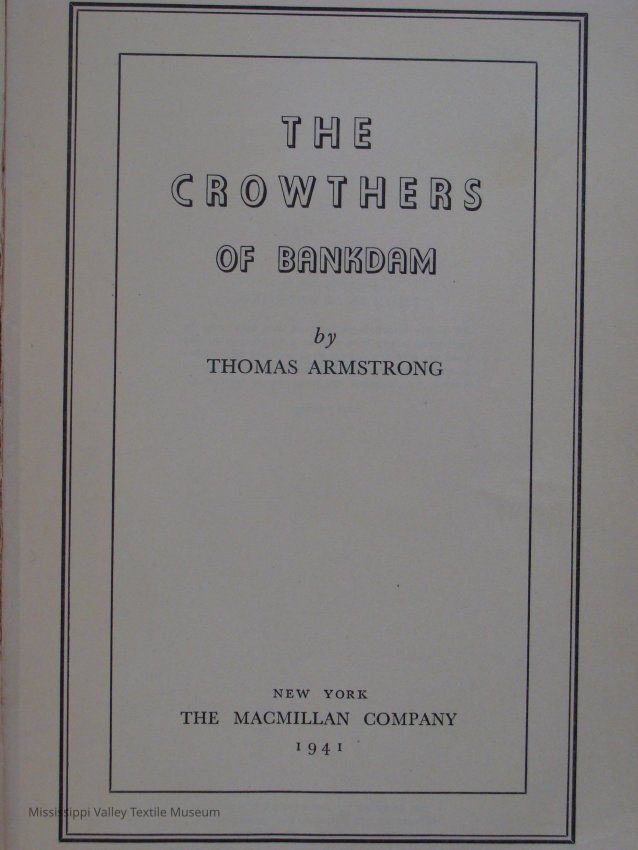 THE
CROWTHERS
OF BANKDAM
by
THOMAS ARMSTRONG
NEW YORK
THE MACMILLAN COMPANY
1941
Mississippi Valley Textile Museum